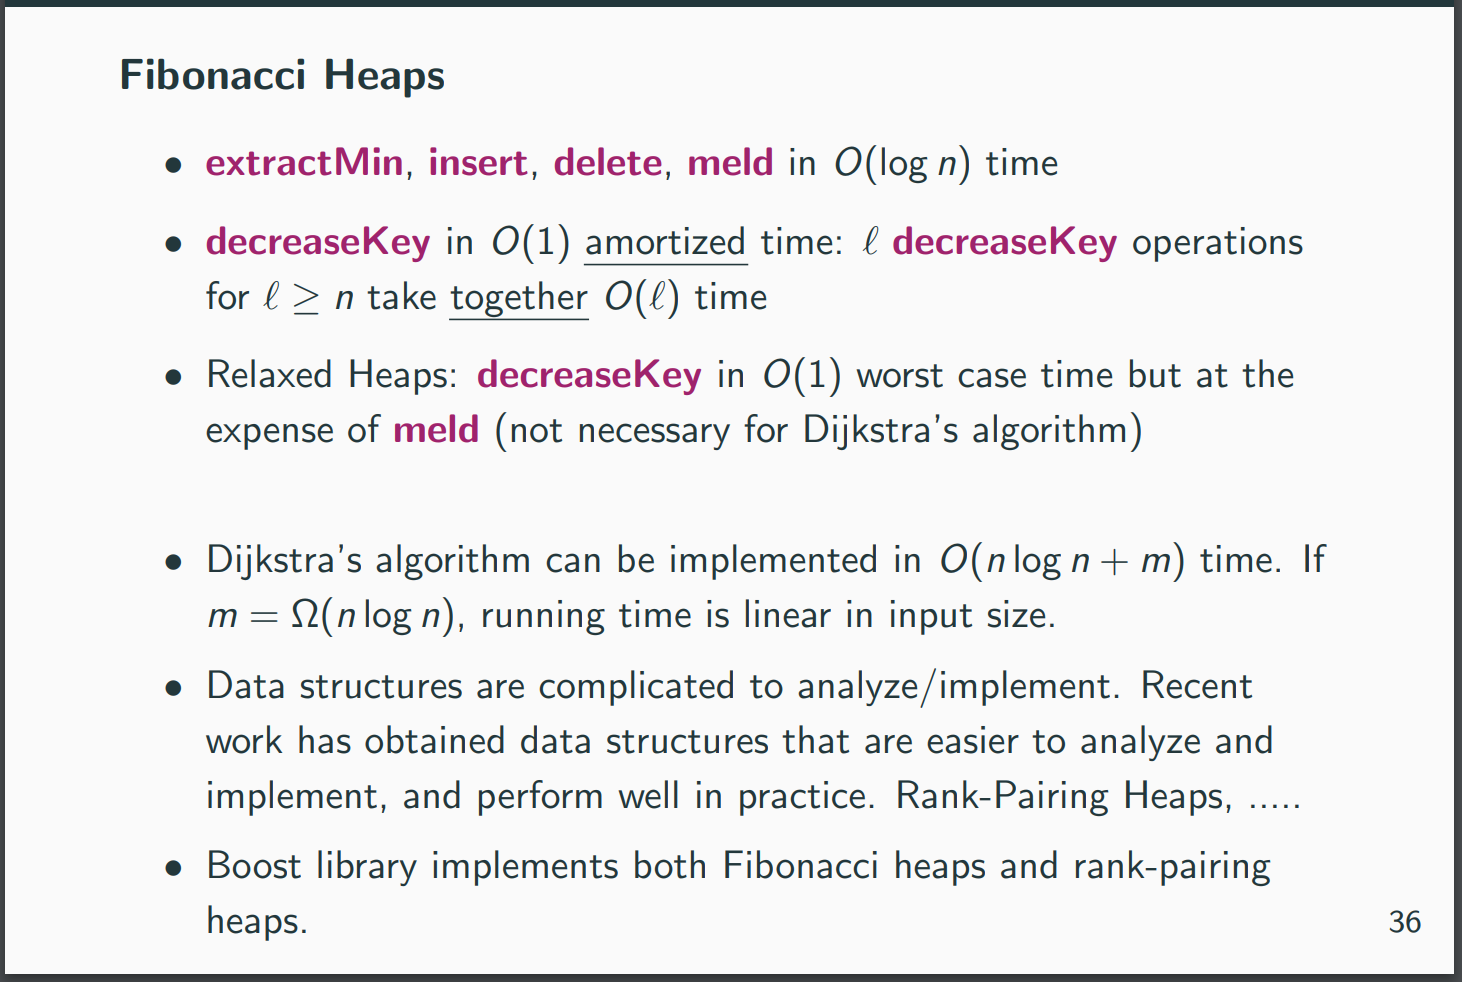 Fibonacci Heaps
• extractMin, insert, delete, meld in O(log n) time
• decreaseKey in O(1) amortized time: ℓ decreaseKey operations
for ℓ ≥ n take together O(ℓ) time
• Relaxed Heaps: decreaseKey in O(1) worst case time but at the
expense of meld (not necessary for Dijkstra's algorithm)
• Dijkstra's algorithm can be implemented in O(n log n + m) time. If
m = Ω(n log n), running time is linear in input size.
• Data structures are complicated to analyze/implement. Recent
work has obtained data structures that are easier to analyze and
implement, and perform well in practice. Rank-Pairing Heaps, .....
• Boost library implements both Fibonacci heaps and rank-pairing
heaps.
36